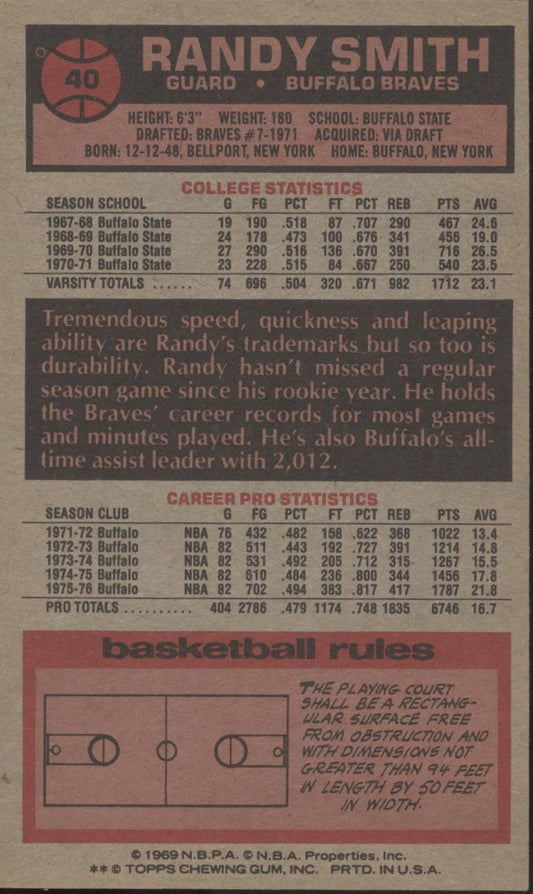 40
RANDY SMITH
GUARD • BUFFALO BRAVES
HEIGHT: 6'3" WEIGHT: 180 SCHOOL: BUFFALO STATE
DRAFTED: BRAVES #7-1971 ACQUIRED: VIA DRAFT
BORN: 12-12-48, BELLPORT, NEW YORK HOME: BUFFALO, NEW YORK
COLLEGE STATISTICS
SEASON SCHOOL G FG PCT FT PCT REB PTS AVG
1967-68 Buffalo State 19 190 .518 87 .707 290 467 24.6
1968-69 Buffalo State 24 178 .473 100 .676 341 456 19.0
1969-70 Buffalo State 27 290 .516 136 .670 391 716 26.5
1970-71 Buffalo State 23 228 .515 84 .667 250 540 23.5
VARSITY TOTALS ...... 74 696 .504 320 .671 982 1712 23.1
Tremendous speed, quickness and leaping
ability are Randy's trademarks but so too is
durability. Randy hasn't missed a regular
season game since his rookie year. He holds
the Braves' career records for most games
and minutes played. He's also Buffalo's all-
time assist leader with 2,012.
CAREER PRO STATISTICS
SEASON CLUB G FG PCT FT PCT REB PTS AVG
1971-72 Buffalo NBA 76 432 .482 158 .622 368 1022 13.4
1972-73 Buffalo NBA 82 511 .443 192 .727 391 1214 14.8
1973-74 Buffalo NBA 82 531 .492 205 .712 315 1267 15.5
1974-75 Buffalo NBA 82 610 .484 236 .800 344 1456 17.8
1975-76 Buffalo NBA 82 702 .494 383 .817 417 1787 21.8
PRO TOTALS .......... 404 2786 .479 1174 .748 1835 6746 16.7
basketball rules
THE PLAYING COURT
SHALL BE A RECTANG-
ULAR SURFACE FREE
FROM OBSTRUCTION AND
WITH DIMENSIONS NOT
GREATER THAN 94 FEET
IN LENGTH BY 50 FEET
IN WIDTH.
© 1969 N.B.P.A. © N.B.A. Properties, Inc.
** © TOPPS CHEWING GUM, INC. PRTD. IN U.S.A.